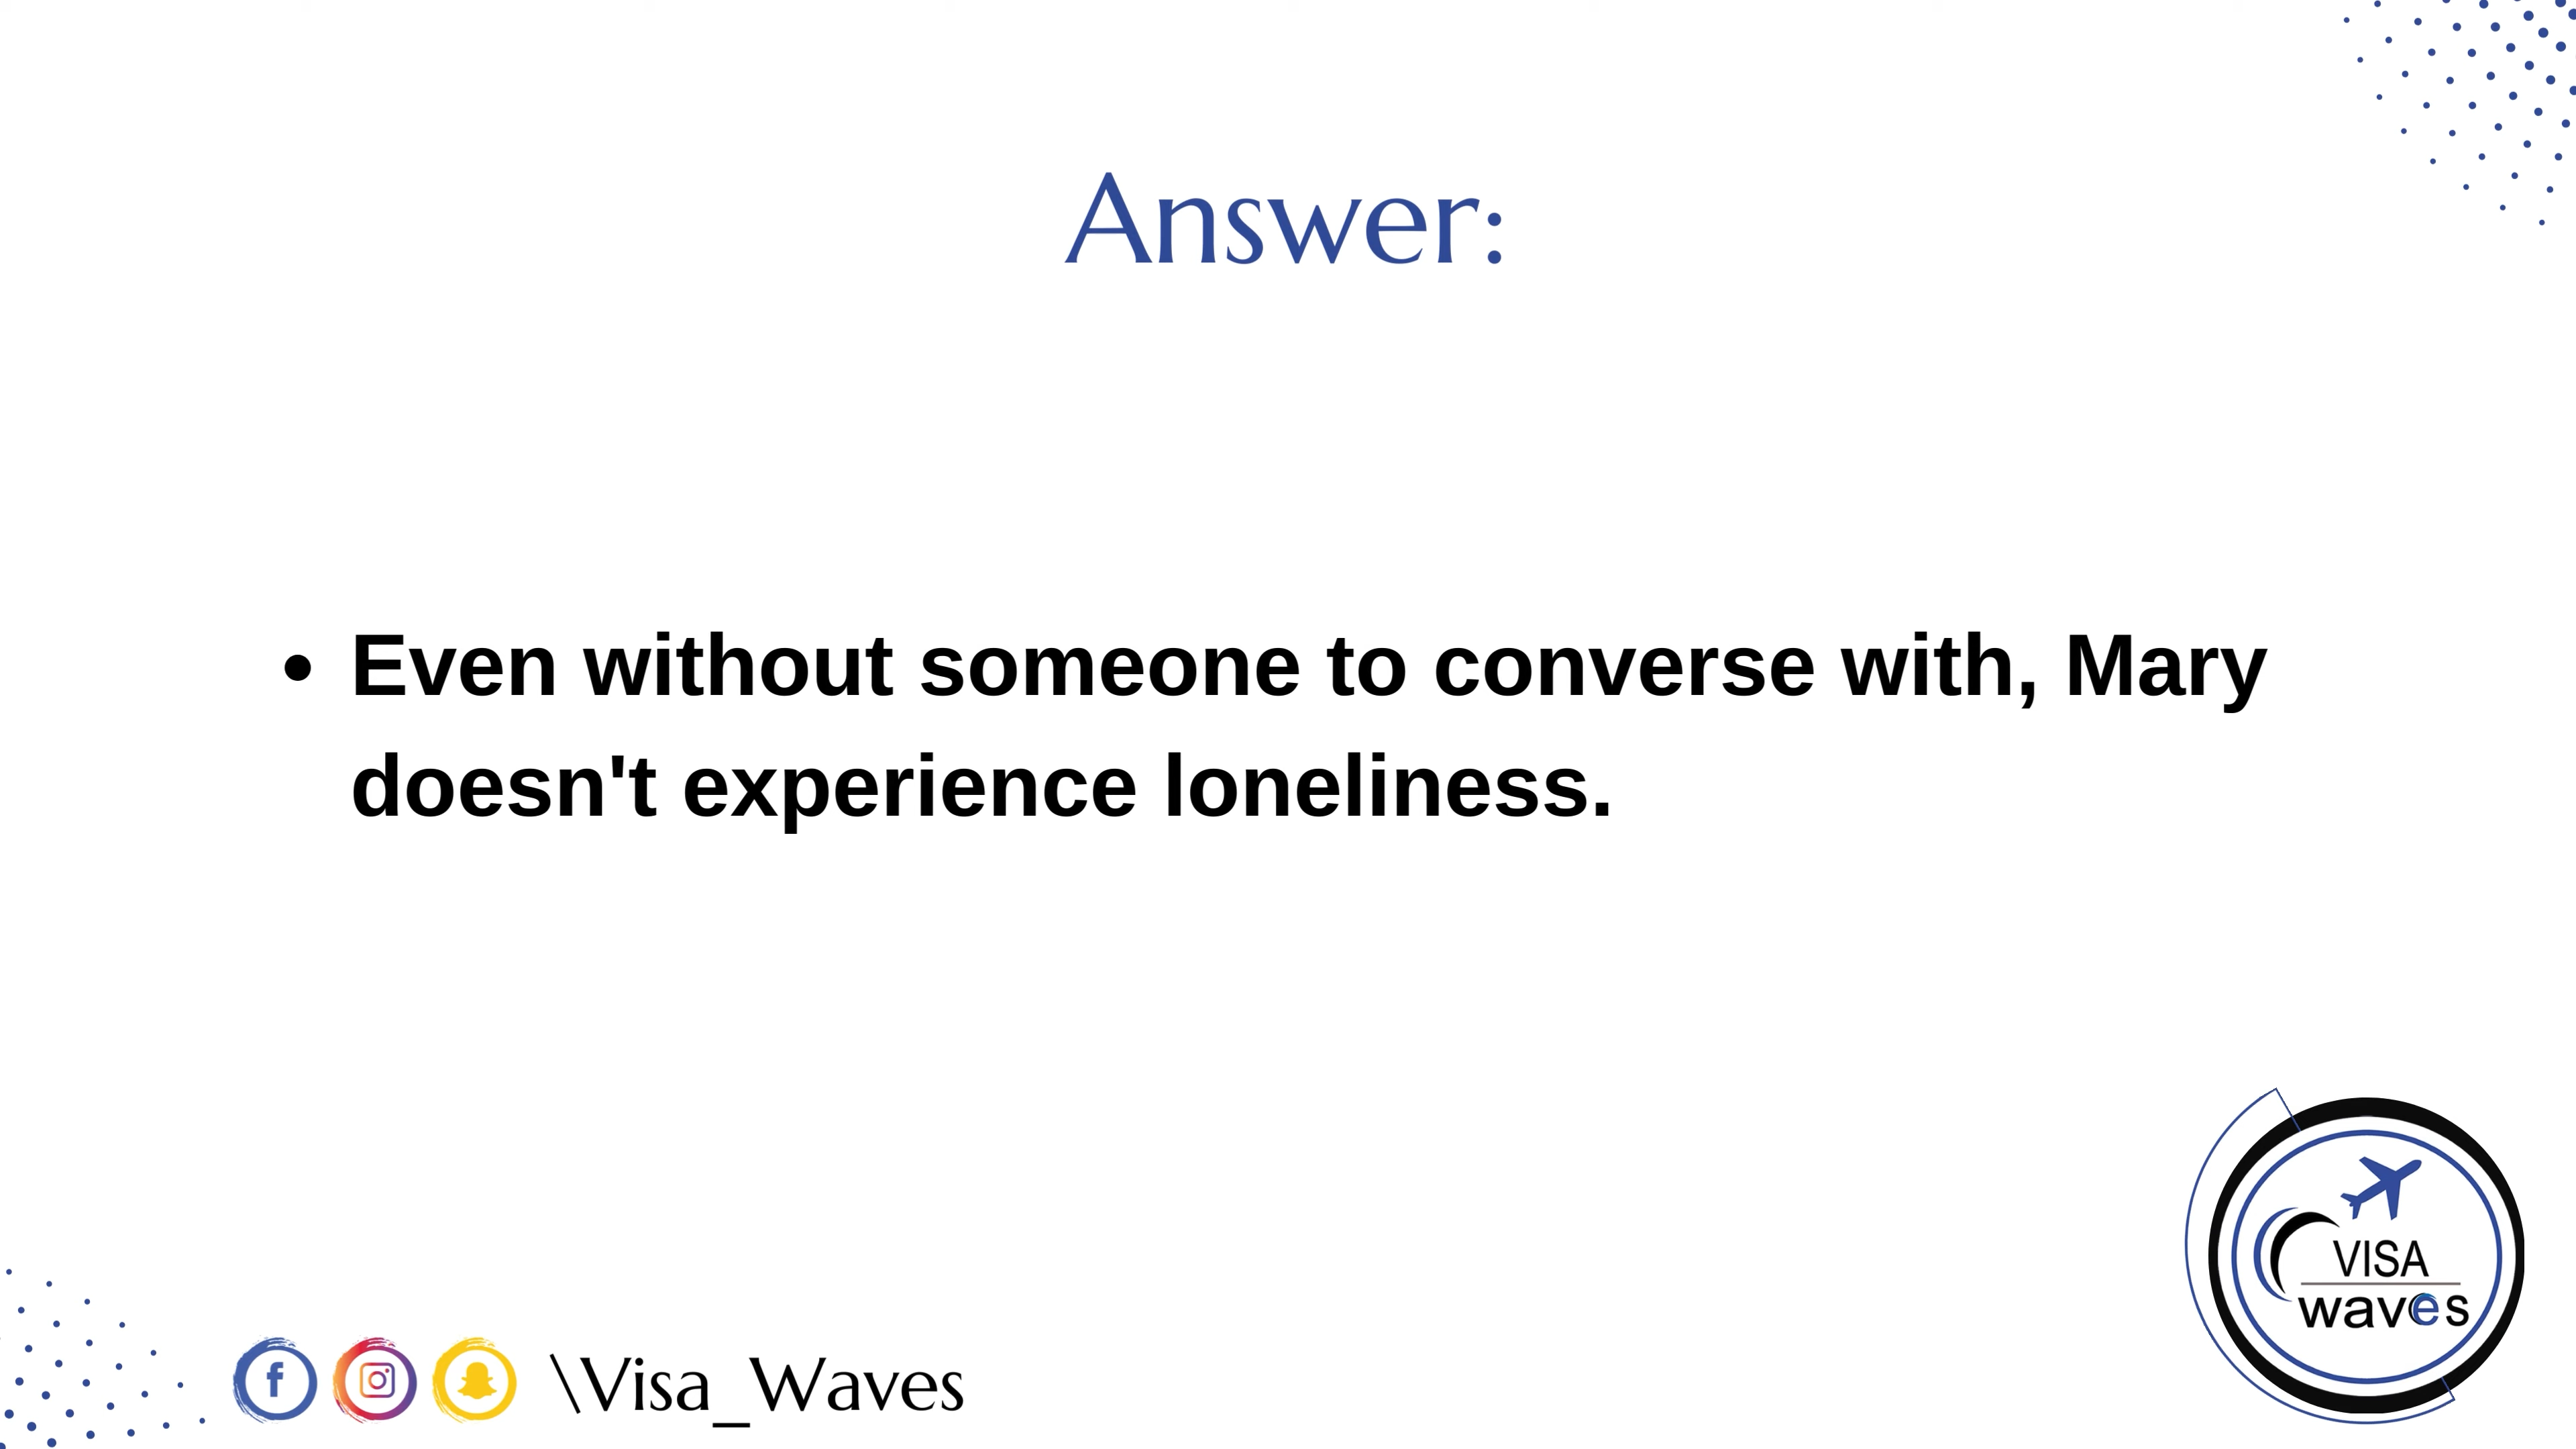 Answer:
• Even without someone to converse with, Mary
doesn't experience loneliness.
VISA
waves
\Visa_Waves